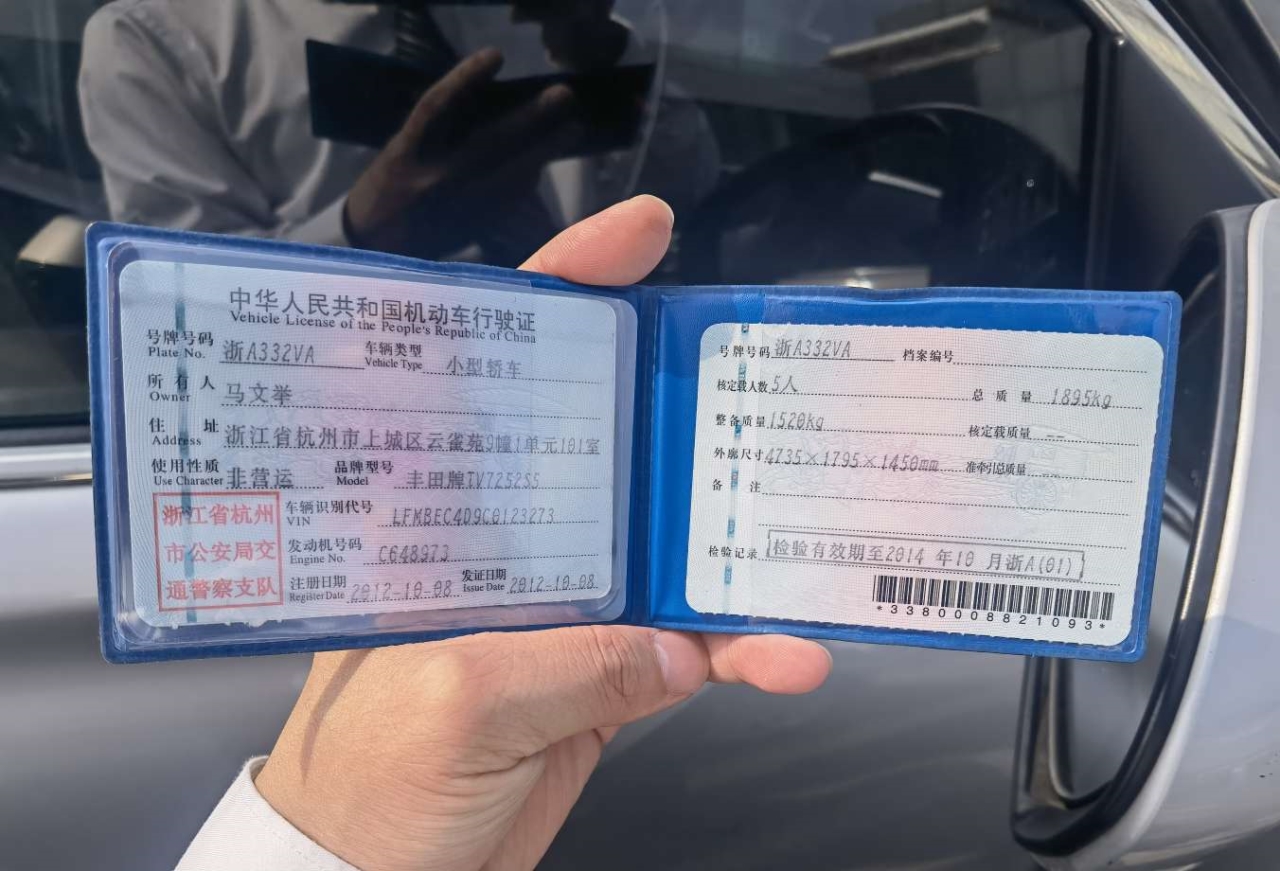 中华人民共和国机动车行驶证
Vehicle License of the People's Republic of China
号牌号码 浙A332VA 车辆类型 小型轿车
Plate No. Vehicle Type
所有人 马文举
Owner
住址 浙江省杭州市上城区云雀苑9幢1单元101室
Address
使用性质 非营运 品牌型号 丰田牌TV7252S5
Use Character Model
浙江省杭州
市公安局交
通警察支队
车辆识别代号 LFMBEC4D9C0123273
VIN
发动机号码 C648973
Engine No.
注册日期 2012-10-08 发证日期 2012-10-08
Register Date Issue Date
号牌号码 浙A332VA 档案编号
核定载人数 5人 总质量 1895kg
整备质量 1520kg 核定载质量 --
外廓尺寸 4735×1795×1450mm 准牵引总质量
备注
检验记录 检验有效期至2014 年10 月浙A(01)
*3380008821093*